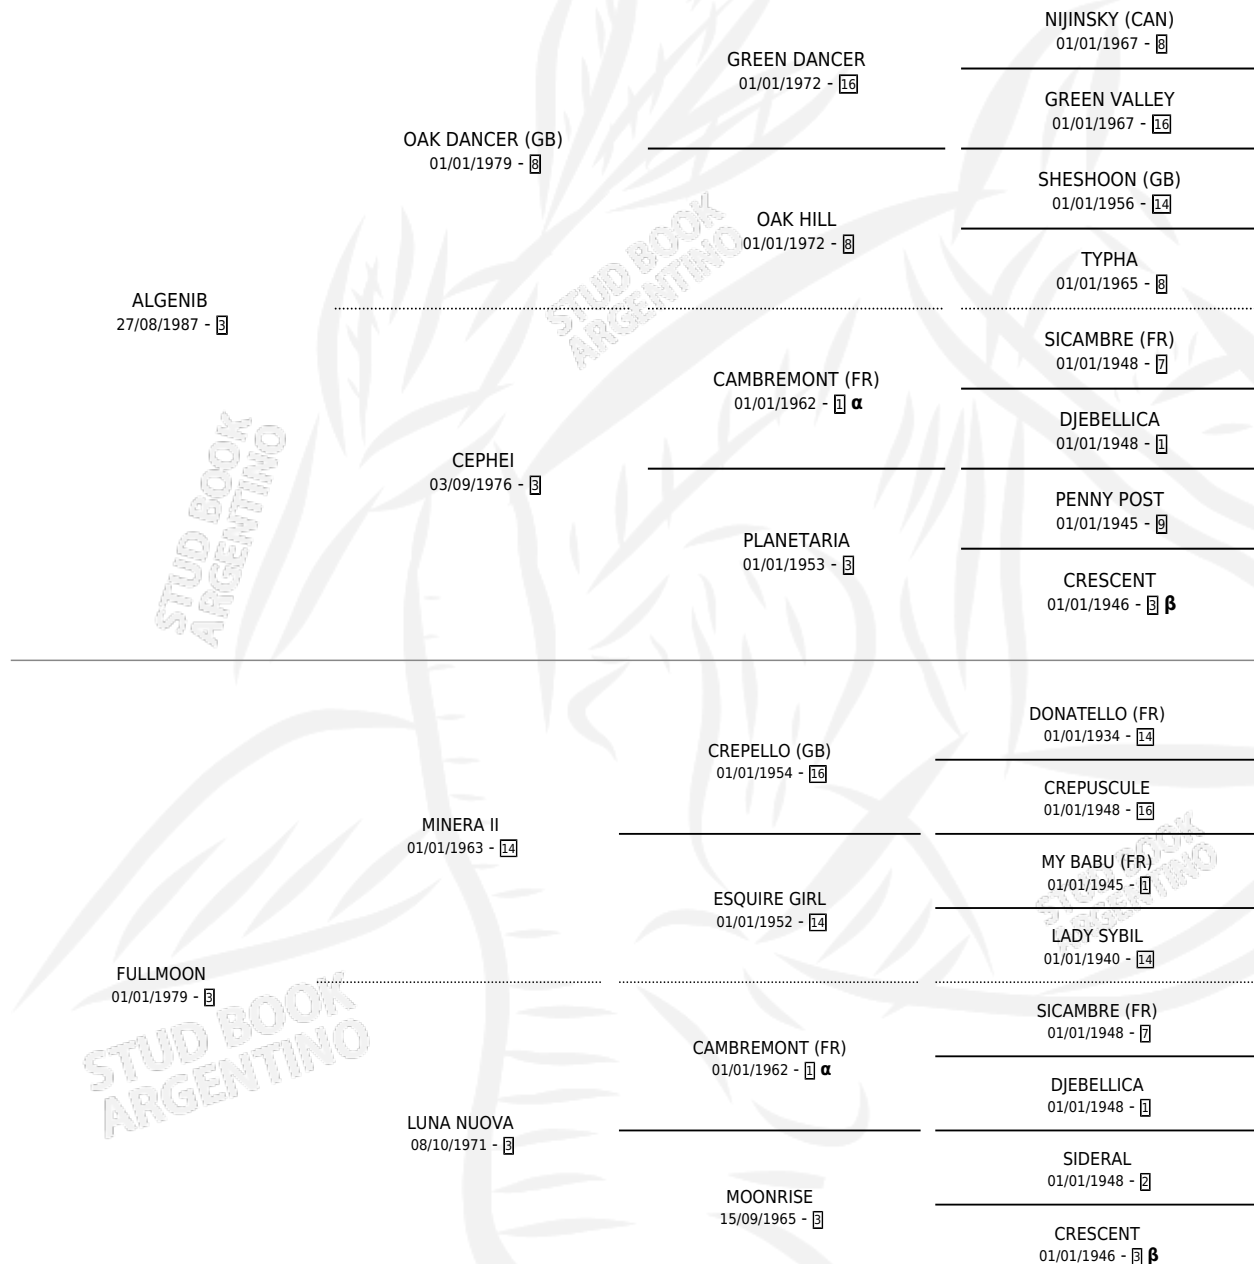 NIJINSKY (CAN)
01/01/1967 - 8
GREEN DANCER
01/01/1972 - 16
GREEN VALLEY
01/01/1967 - 16
OAK DANCER (GB)
01/01/1979 - 8
SHESHOON (GB)
01/01/1956 - 14
OAK HILL
01/01/1972 - 8
TYPHA
01/01/1965 - 8
ALGENIB
27/08/1987 - 3
SICAMBRE (FR)
01/01/1948 - 7
CAMBREMONT (FR)
01/01/1962 - 1 α
DJEBELLICA
01/01/1948 - 1
CEPHEI
03/09/1976 - 3
PENNY POST
01/01/1945 - 9
PLANETARIA
01/01/1953 - 3
CRESCENT
01/01/1946 - 3 β
DONATELLO (FR)
01/01/1934 - 14
CREPELLO (GB)
01/01/1954 - 16
CREPUSCULE
01/01/1948 - 16
MINERA II
01/01/1963 - 14
MY BABU (FR)
01/01/1945 - 1
ESQUIRE GIRL
01/01/1952 - 14
LADY SYBIL
01/01/1940 - 14
FULLMOON
01/01/1979 - 3
SICAMBRE (FR)
01/01/1948 - 7
CAMBREMONT (FR)
01/01/1962 - 1 α
DJEBELLICA
01/01/1948 - 1
LUNA NUOVA
08/10/1971 - 3
SIDERAL
01/01/1948 - 2
MOONRISE
15/09/1965 - 3
CRESCENT
01/01/1946 - 3 β
STUD BOOK
ARGENTINO
STUD BOOK
ARGENTINO
STUD BOOK
ARGENTINO
STUD BOOK
ARGENTINO